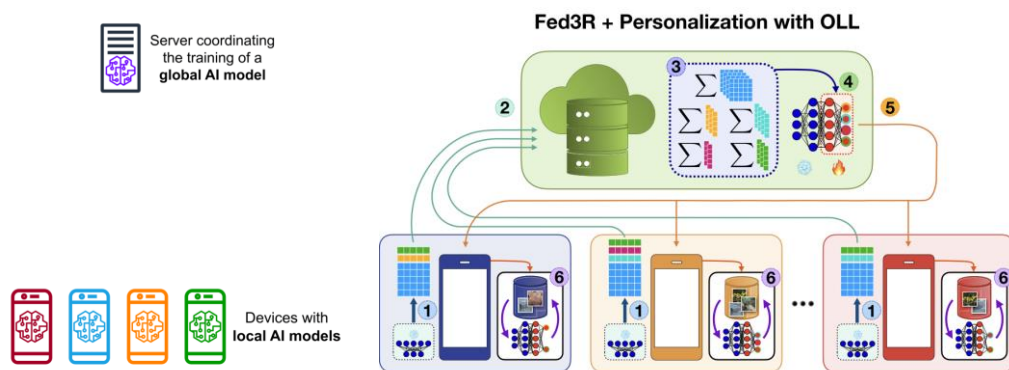 Fed3R + Personalization with OLL
Server coordinating
the training of a
global AI model
2
3
∑
∑ ∑
∑ ∑
4
5
1
6
1
6
...
1
6
Devices with
local AI models